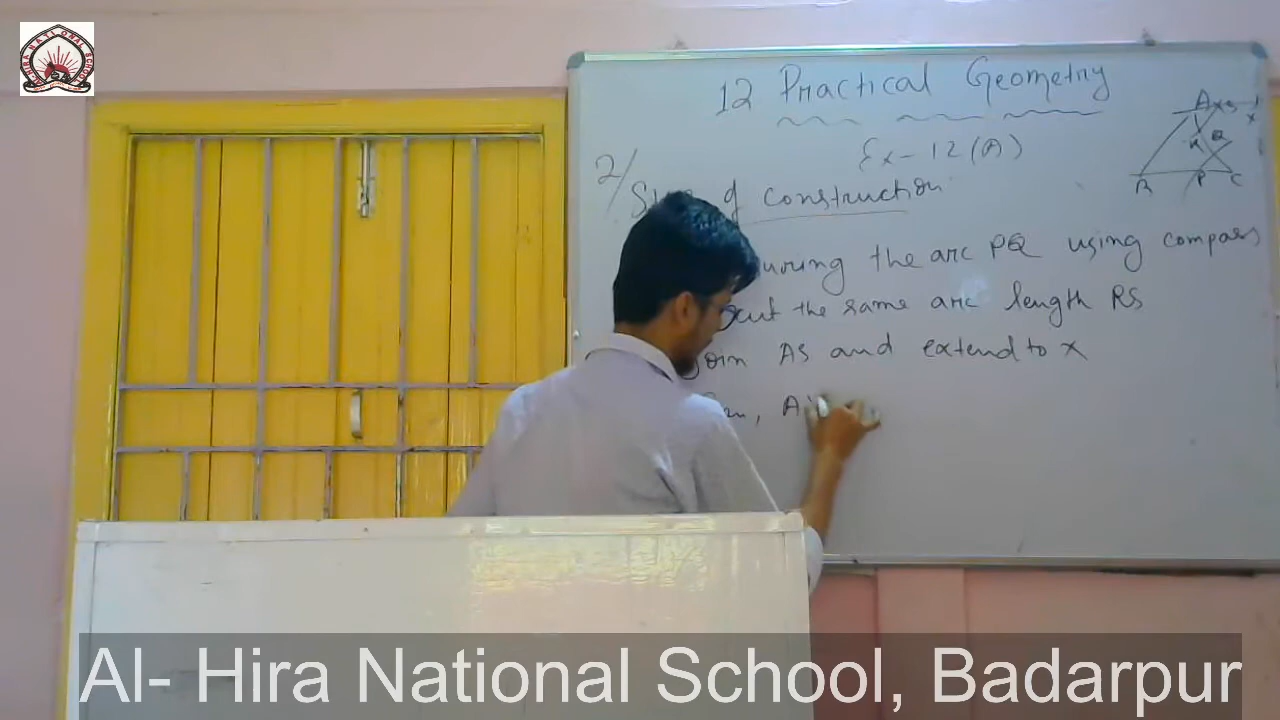 12 Practical Geometry
Ex-12(A)
2/
of construction
the arc PQ using compass
cut the same arc length RS
AS and extend to x
A
A
S
x
R
Q
B
P
C
Al- Hira National School, Badarpur